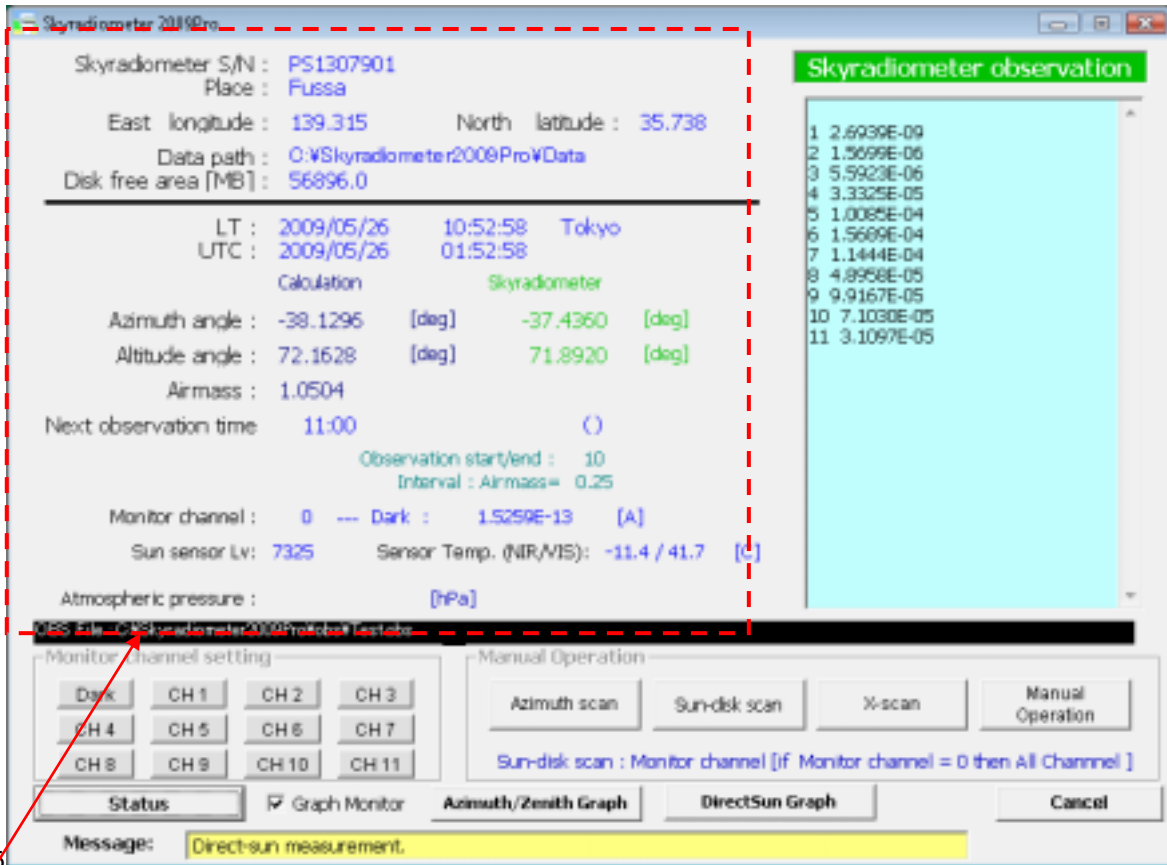 Skyradiometer 2009Pro
Skyradiometer S/N : PS1307901
Place : Fussa
East longitude : 139.315 North latitude : 35.738
Data path : C:¥Skyradiometer2009Pro¥Data
Disk free area [MB] : 56896.0
LT : 2009/05/26 10:52:58 Tokyo
UTC : 2009/05/26 01:52:58
Calculation Skyradiometer
Azimuth angle : -38.1296 [deg] -37.4360 [deg]
Altitude angle : 72.1628 [deg] 71.8920 [deg]
Airmass : 1.0504
Next observation time 11:00 ()
Observation start/end : 10
Interval : Airmass= 0.25
Monitor channel : 0 --- Dark : 1.5259E-13 [A]
Sun sensor Lv: 7325 Sensor Temp. (NIR/VIS): -11.4 / 41.7 [C]
Atmospheric pressure : [hPa]
Skyradiometer observation
1 2.6939E-09
2 1.5699E-06
3 5.5923E-06
4 3.3325E-05
5 1.0085E-04
6 1.5689E-04
7 1.1444E-04
8 4.8958E-05
9 9.9167E-05
10 7.1030E-05
11 3.1097E-05
OBS File : C:¥Skyradiometer2009Pro¥obs¥Test.obs
Monitor channel setting
Dark CH 1 CH 2 CH 3
CH 4 CH 5 CH 6 CH 7
CH 8 CH 9 CH 10 CH 11
Manual Operation
Azimuth scan Sun-disk scan X-scan Manual Operation
Sun-disk scan : Monitor channel [if Monitor channel = 0 then All Channnel ]
Status Graph Monitor Azimuth/Zenith Graph DirectSun Graph Cancel
Message: Direct-sun measurement.